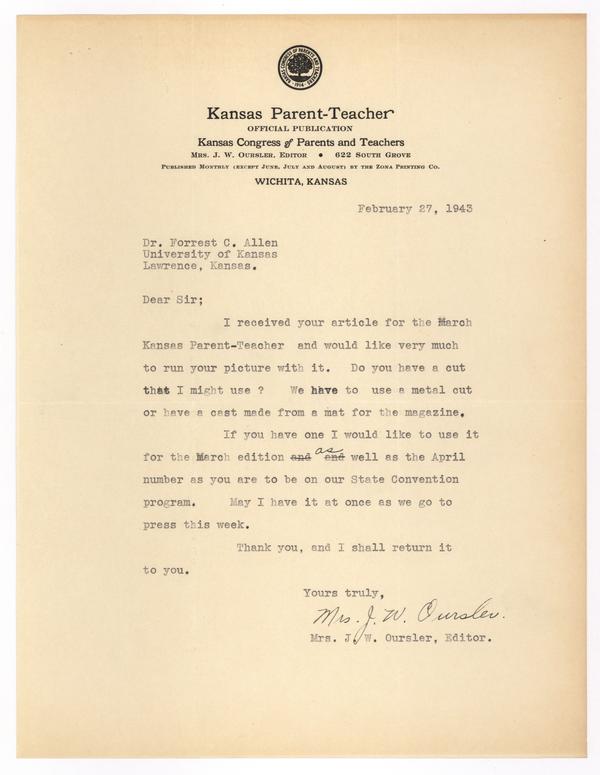 KANSAS CONGRESS OF PARENTS AND TEACHERS
1914
Kansas Parent-Teacher
OFFICIAL PUBLICATION
Kansas Congress of Parents and Teachers
MRS. J. W. OURSLER, EDITOR • 622 SOUTH GROVE
PUBLISHED MONTHLY (EXCEPT JUNE, JULY AND AUGUST) BY THE ZONA PRINTING CO.
WICHITA, KANSAS
February 27, 1943
Dr. Forrest C. Allen
University of Kansas
Lawrence, Kansas.
Dear Sir;
I received your article for the March
Kansas Parent-Teacher and would like very much
to run your picture with it. Do you have a cut
that I might use ? We have to use a metal cut
or have a cast made from a mat for the magazine.
If you have one I would like to use it
for the March edition and as and well as the April
number as you are to be on our State Convention
program. May I have it at once as we go to
press this week.
Thank you, and I shall return it
to you.
Yours truly,
Mrs. J. W. Oursler.
Mrs. J. W. Oursler, Editor.